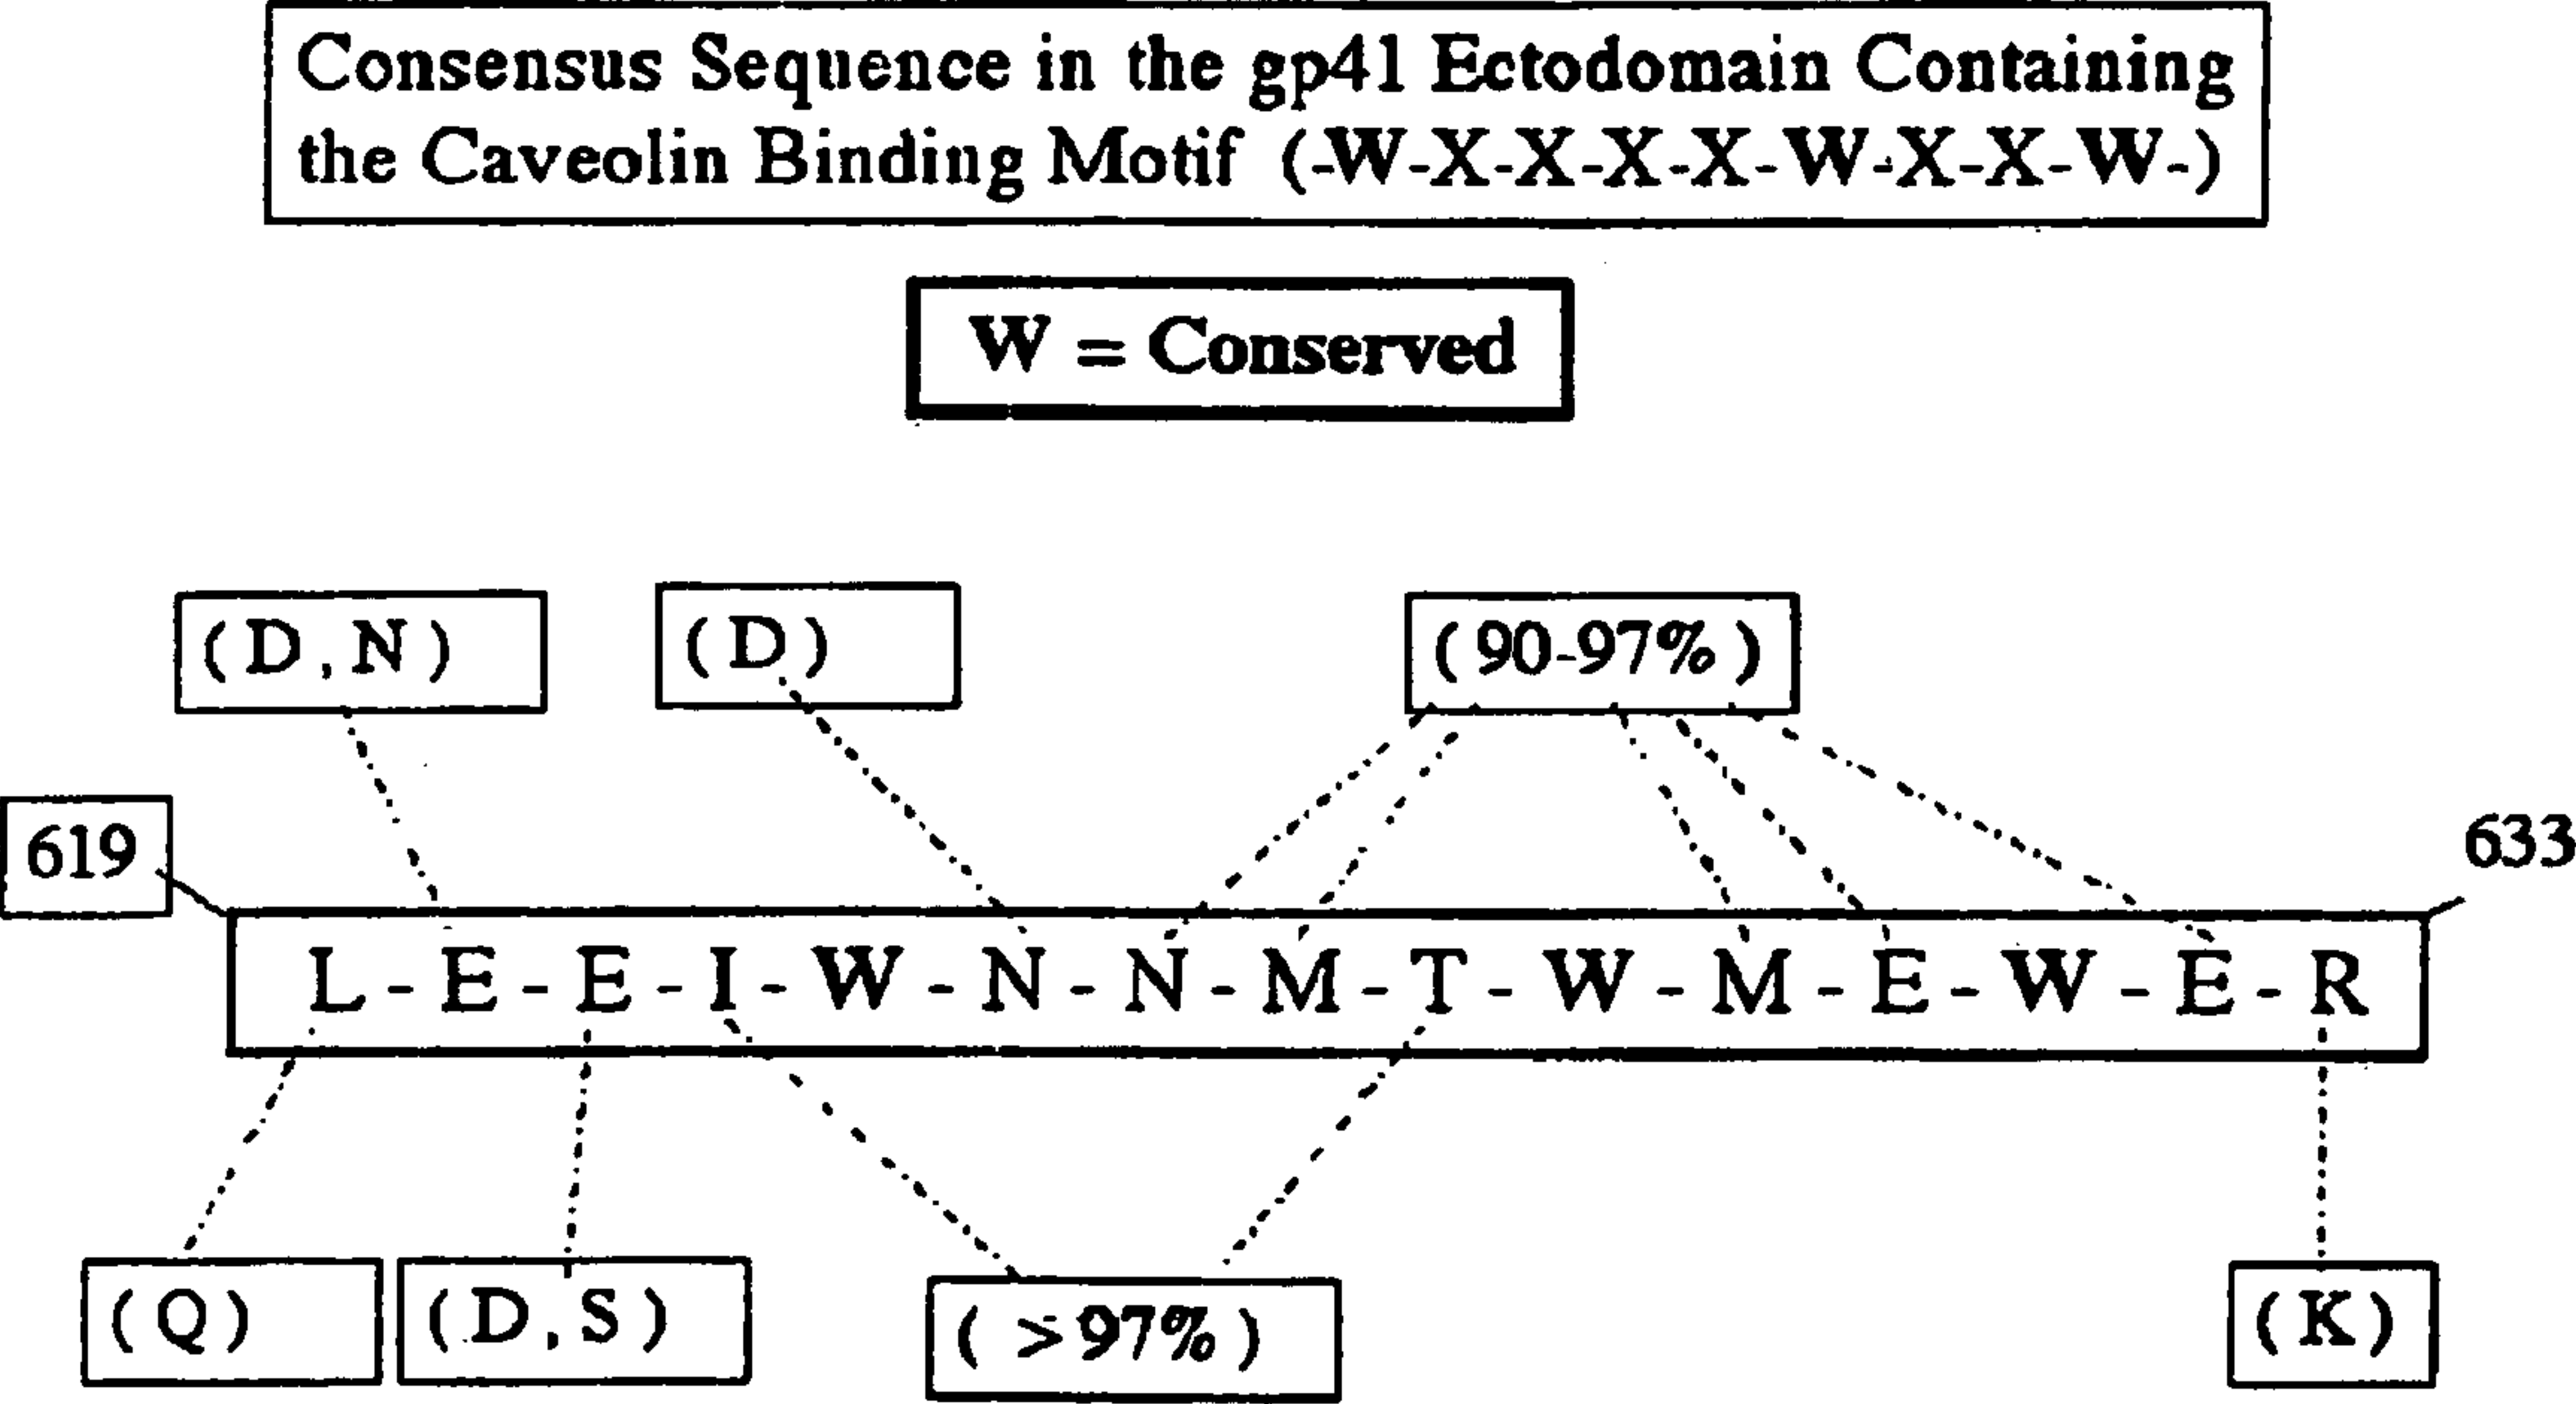 Consensus Sequence in the gp41 Ectodomain Containing
the Caveolin Binding Motif (-W-X-X-X-X-W-X-X-W-)
W = Conserved
(D,N)
(D)
(90-97%)
619
633
L-E-E-I-W-N-N-M-T-W-M-E-W-E-R
(Q)
(D,S)
(>97%)
(K)